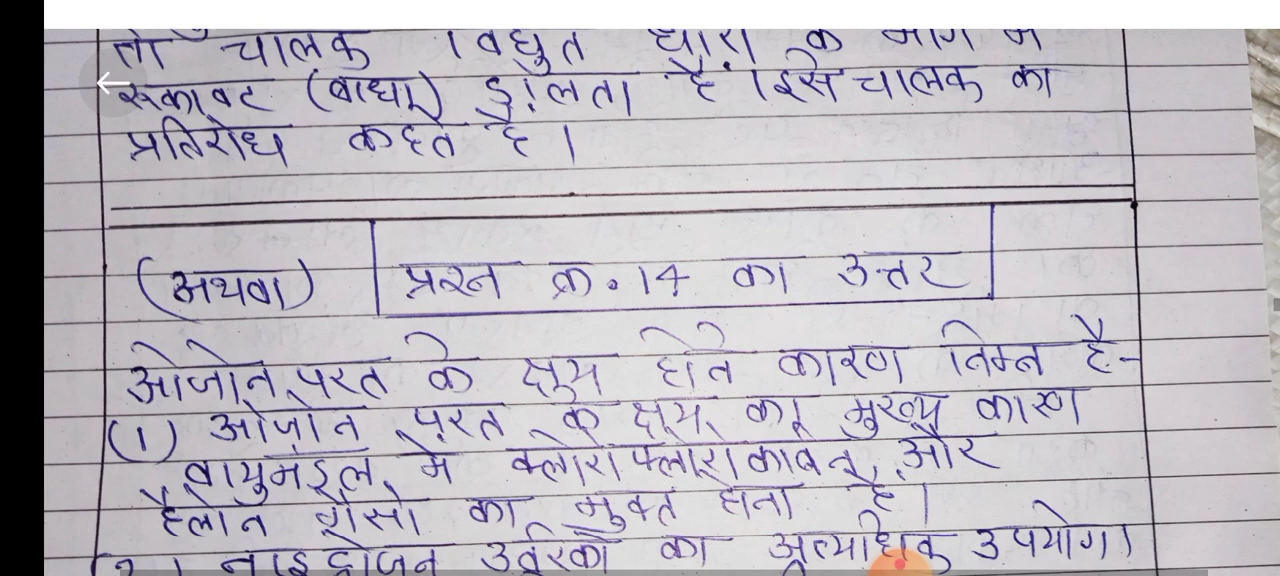 तो चालक विद्युत धारा के मार्ग में
रूकावट (बाधा) डालता है। इसे चालक का
प्रतिरोध कहते है।
(अथवा) प्रश्न क्र. 14 का उत्तर
ओजोन परत के क्षय होने कारण निम्न है-
(1) ओजोन परत के क्षय का मुख्य कारण
वायुमंडल में क्लोरोफ्लोरोकार्बन, और
हैलोन गैसो का मुक्त होना है।
(2) नाइट्रोजन उर्वरको का अत्यधिक उपयोग।